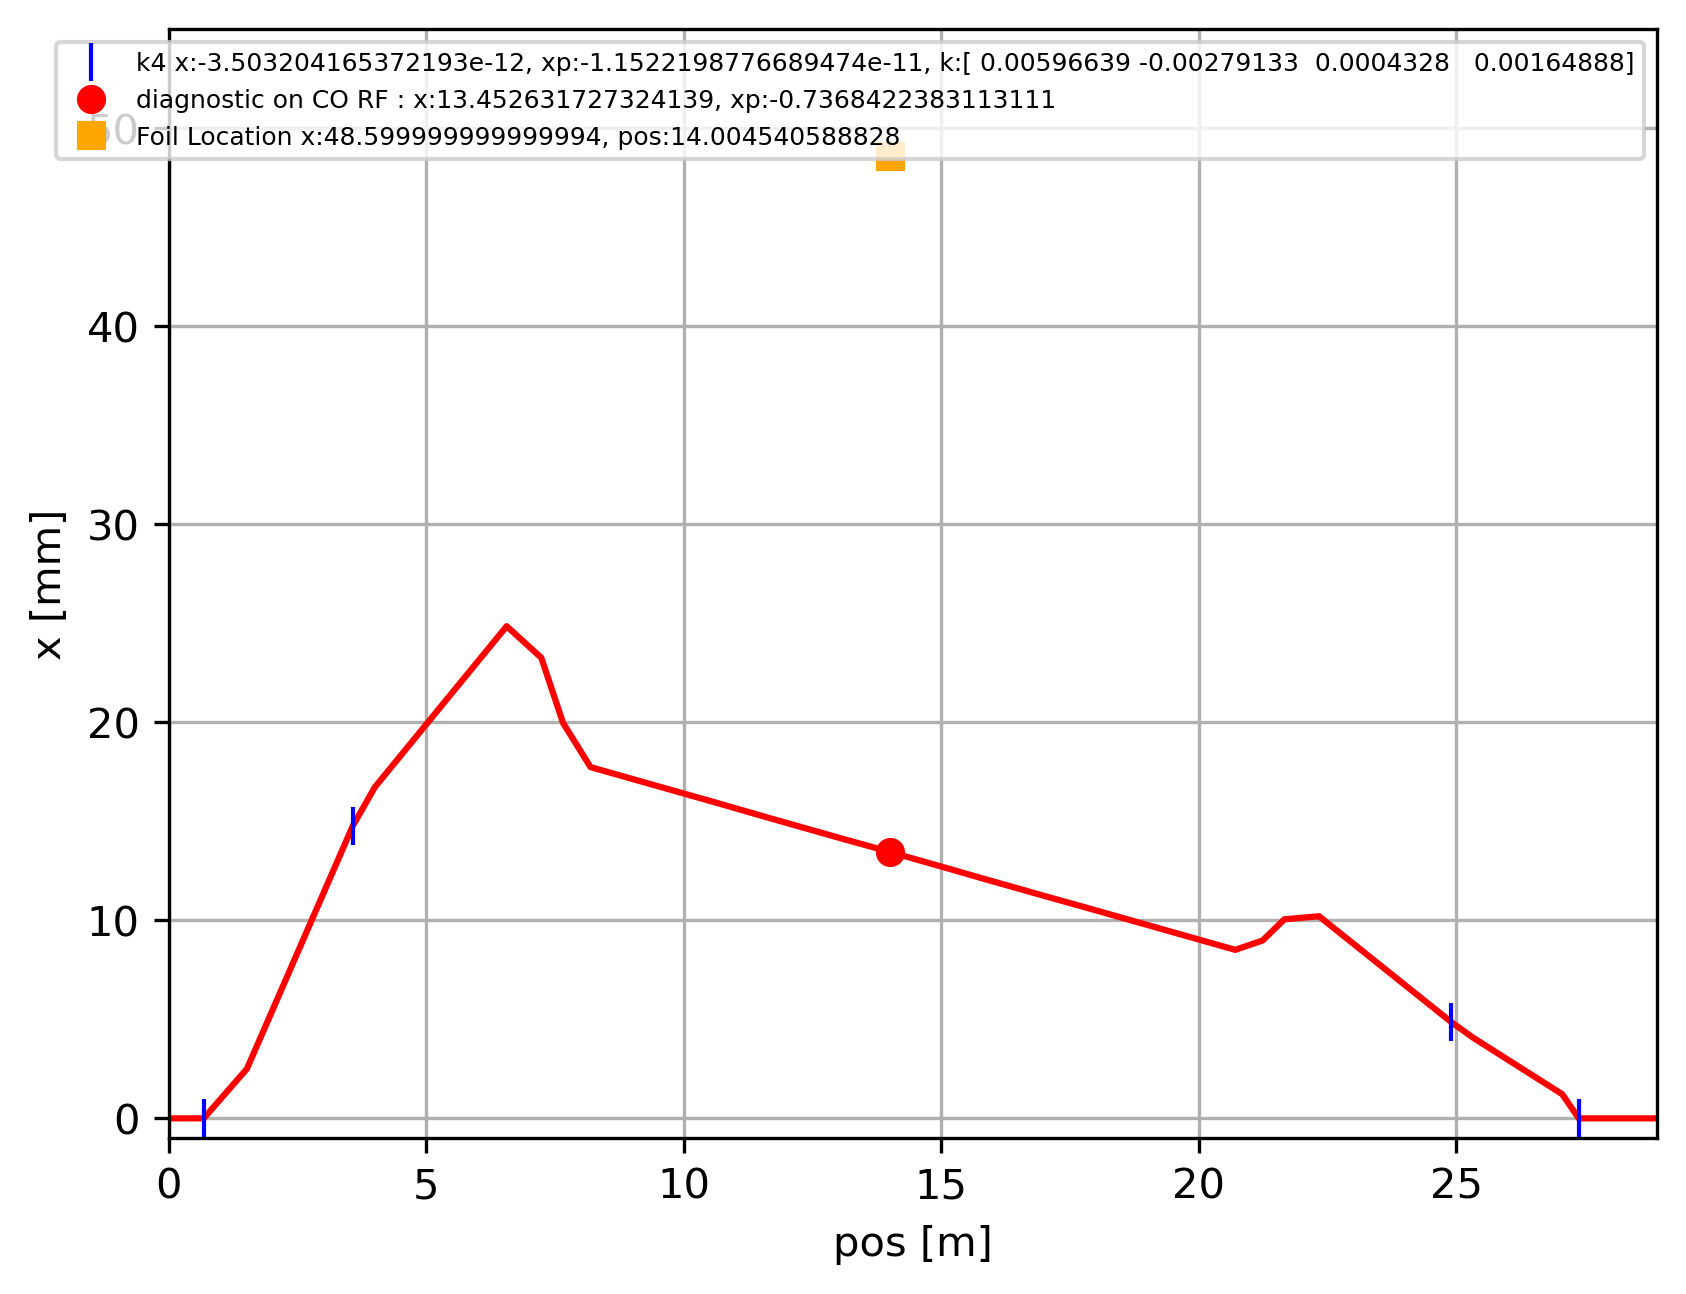 k4 x:-3.503204165372193e-12, xp:-1.1522198776689474e-11, k:[ 0.00596639 -0.00279133  0.0004328   0.00164888]
diagnostic on CO RF : x:13.452631727324139, xp:-0.7368422383113111
Foil Location x:48.599999999999994, pos:14.004540588828
50
40
30
20
10
0
x [mm]
0 5 10 15 20 25
pos [m]